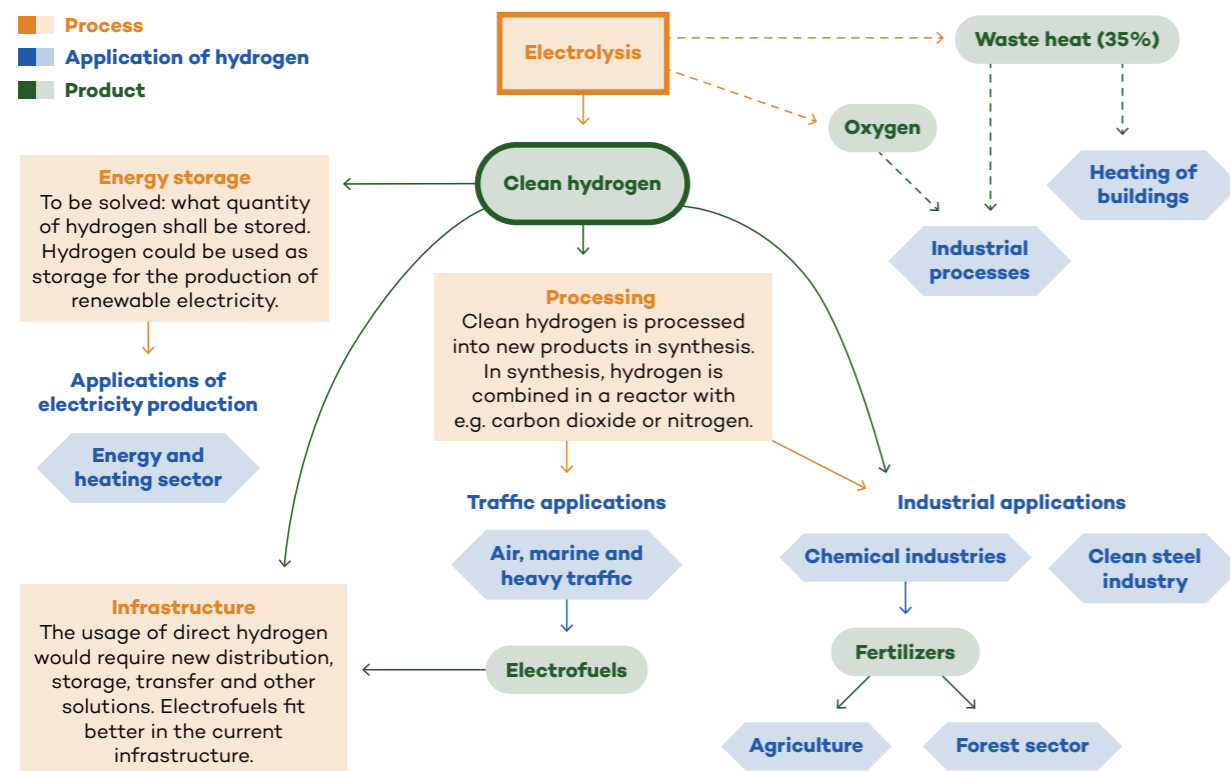 Process
Application of hydrogen
Product
Electrolysis
Waste heat (35%)
Oxygen
Heating of
buildings
Industrial
processes
Clean hydrogen
Energy storage
To be solved: what quantity
of hydrogen shall be stored.
Hydrogen could be used as
storage for the production of
renewable electricity.
Applications of
electricity production
Energy and
heating sector
Processing
Clean hydrogen is processed
into new products in synthesis.
In synthesis, hydrogen is
combined in a reactor with
e.g. carbon dioxide or nitrogen.
Traffic applications
Air, marine and
heavy traffic
Electrofuels
Industrial applications
Chemical industries
Clean steel
industry
Fertilizers
Agriculture
Forest sector
Infrastructure
The usage of direct hydrogen
would require new distribution,
storage, transfer and other
solutions. Electrofuels fit
better in the current
infrastructure.